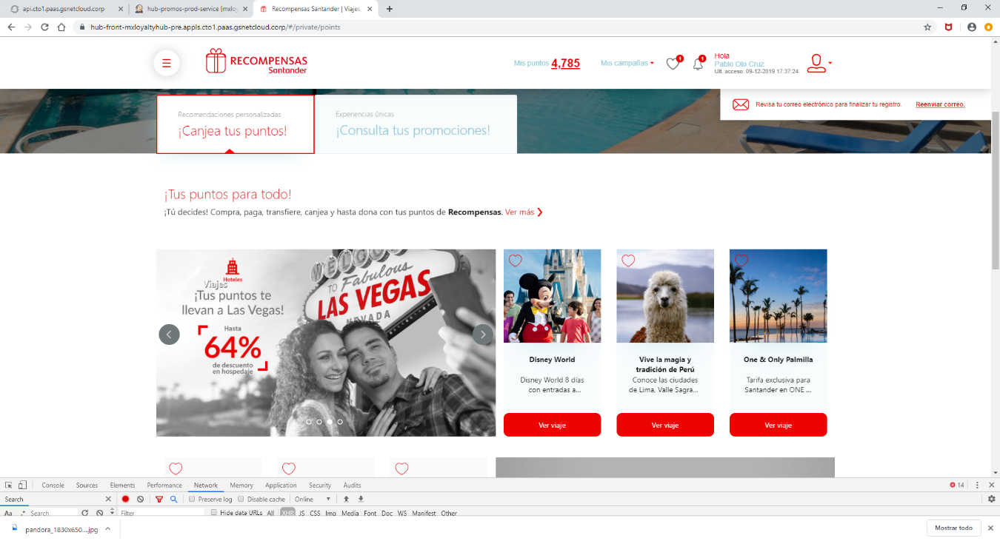 api.cto1.paas.gsnetcloud.corp
hub-promos-prod-service [mxloy
Recompensas Santander | Viajes,
hub-front-mxloyaltyhub-pre.appls.cto1.paas.gsnetcloud.corp/#/private/points
RECOMPENSAS
Santander
Mis puntos 4,785
Mis campañas
1
1
Hola
Pablo Olo Cruz
Ult. acceso: 09-12-2019 17:37:24
Recomendaciones personalizadas
¡Canjea tus puntos!
Experiencias únicas
¡Consulta tus promociones!
Revisa tu correo electrónico para finalizar tu registro.
Reenviar correo.
¡Tus puntos para todo!
¡Tú decides! Compra, paga, transfiere, canjea y hasta dona con tus puntos de Recompensas. Ver más
Hoteles
Viajes
¡Tus puntos te
llevan a Las Vegas!
Hasta
64%
de descuento
en hospedaje
WELCOME
TO Fabulous
LAS VEGAS
NEVADA
Disney World
Disney World 8 días
con entradas a...
Ver viaje
Vive la magia y
tradición de Perú
Conoce las ciudades
de Lima, Valle Sagra...
Ver viaje
One & Only Palmilla
Tarifa exclusiva para
Santander en ONE ...
Ver viaje
Console Sources Elements Performance Network Memory Application Security Audits
14
Search
Preserve log Disable cache Online
Aa .* Search
Filter
Hide data URLs All XHR JS CSS Img Media Font Doc WS Manifest Other
pandora_1830x650....jpg
Mostrar todo